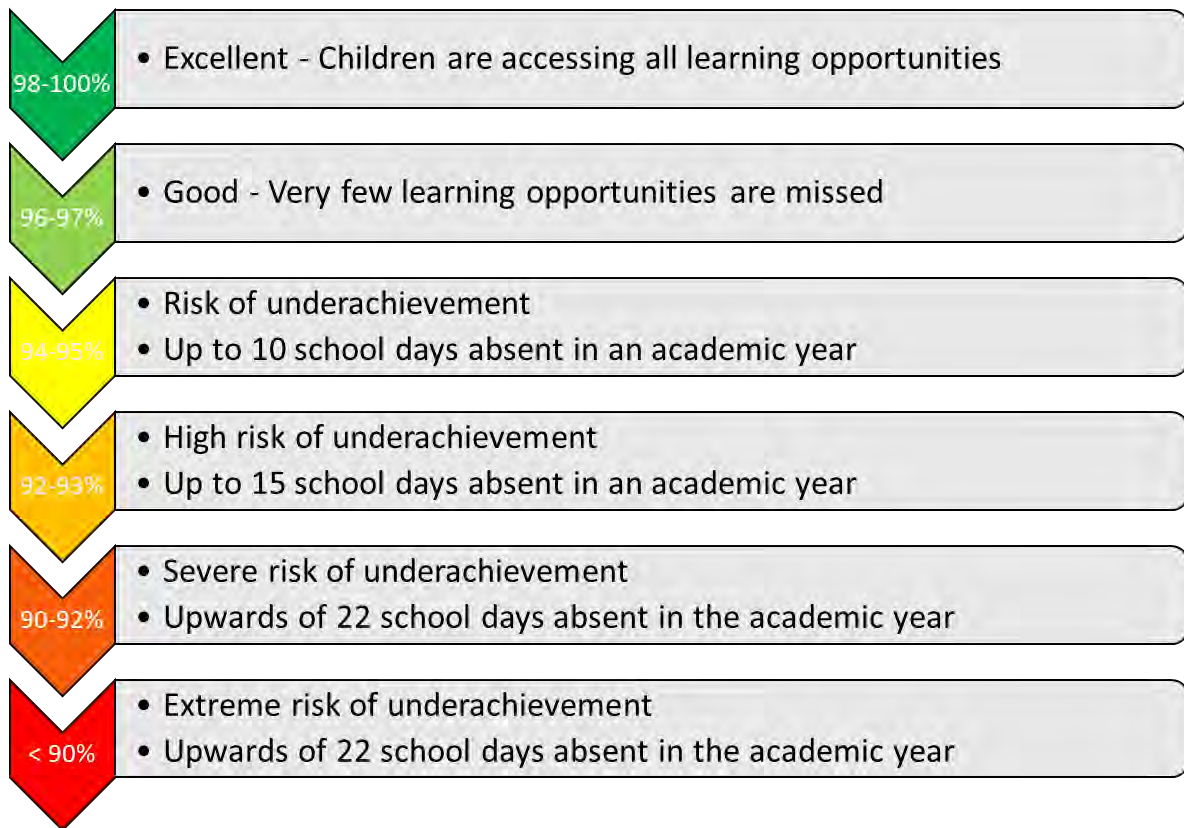 98-100%
• Excellent - Children are accessing all learning opportunities
96-97%
• Good - Very few learning opportunities are missed
94-95%
• Risk of underachievement
• Up to 10 school days absent in an academic year
92-93%
• High risk of underachievement
• Up to 15 school days absent in an academic year
90-92%
• Severe risk of underachievement
• Upwards of 22 school days absent in the academic year
< 90%
• Extreme risk of underachievement
• Upwards of 22 school days absent in the academic year